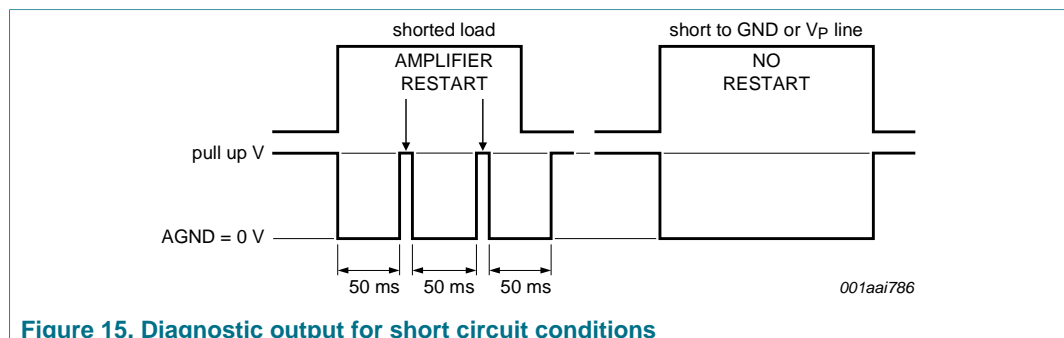 shorted load
short to GND or VP line
AMPLIFIER
RESTART
NO
RESTART
pull up V
AGND = 0 V
50 ms
50 ms
50 ms
001aai786
Figure 15. Diagnostic output for short circuit conditions